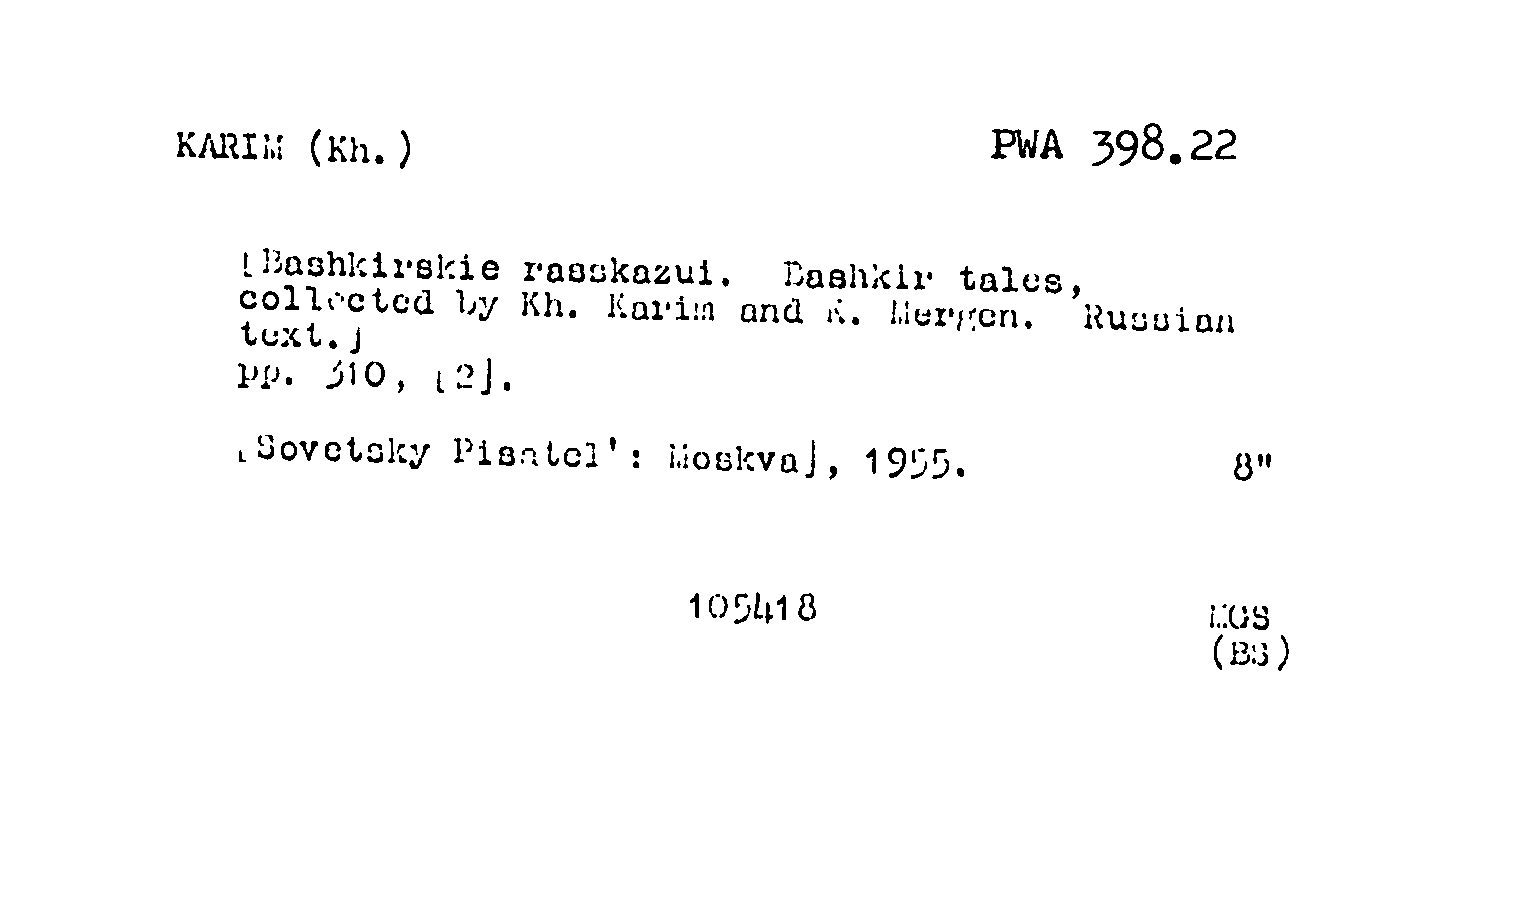 KARIM (Kh.) PWA 398.22
[Bashkirskie rasskazui. Bashkir tales,
collected by Kh. Karim and K. Mergen. Russian
text.]
pp. 310, [2].
[Sovetsky Pisatel': Moskva], 1955. 8"
105418
MGS
(BS)